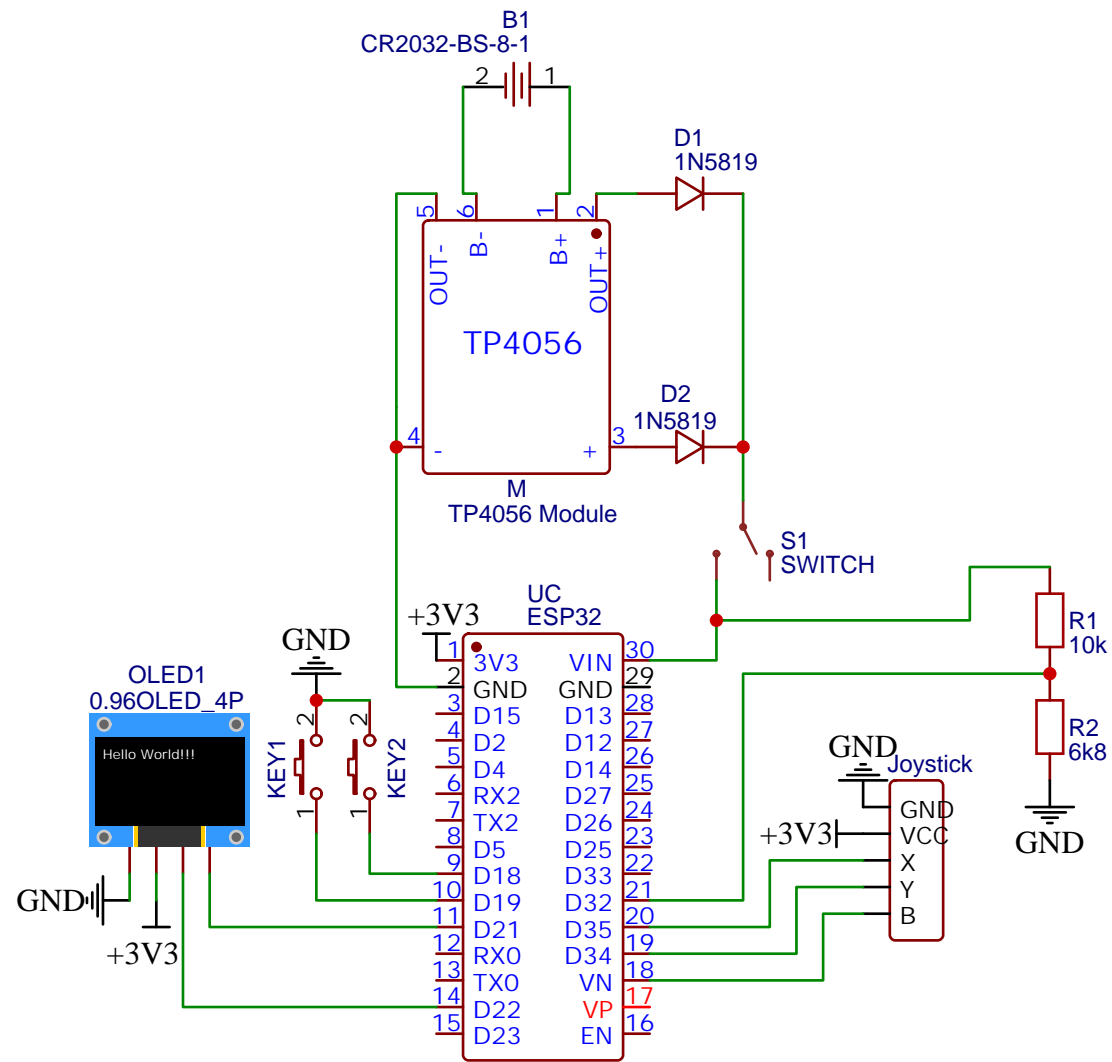 B1
CR2032-BS-8-1
2 1
D1
1N5819
5 6 1 2
OUT- B- B+ OUT+
TP4056
D2
1N5819
4 - + 3
M
TP4056 Module
S1
SWITCH
UC
ESP32
+3V3
GND
1 3V3 VIN 30
2 GND GND 29
3 D15 D13 28
4 D2 D12 27
5 D4 D14 26
6 RX2 D27 25
7 TX2 D26 24
8 D5 D25 23
9 D18 D33 22
10 D19 D32 21
11 D21 D35 20
12 RX0 D34 19
13 TX0 VN 18
14 D22 VP 17
15 D23 EN 16
OLED1
0.96OLED_4P
Hello World!!!
GND
+3V3
KEY1
2
1
KEY2
2
1
R1
10k
R2
6k8
GND
GND
Joystick
+3V3
GND
VCC
X
Y
B